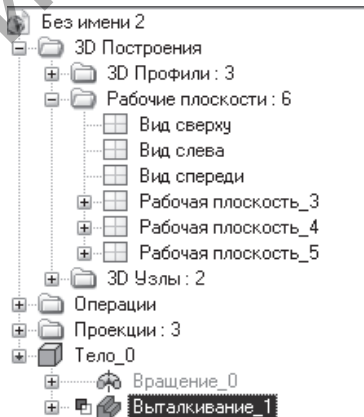 Без имени 2
3D Построения
3D Профили : 3
Рабочие плоскости : 6
Вид сверху
Вид слева
Вид спереди
Рабочая плоскость_3
Рабочая плоскость_4
Рабочая плоскость_5
3D Узлы : 2
Операции
Проекции : 3
Тело_0
Вращение_0
Выталкивание_1